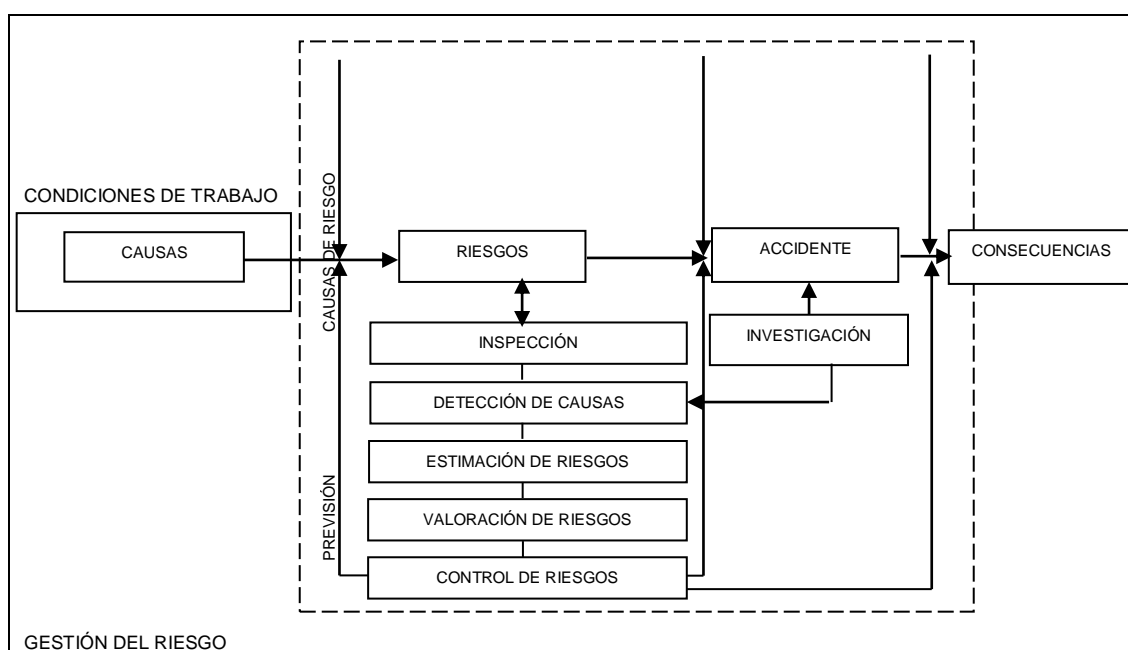 CONDICIONES DE TRABAJO
CAUSAS
CAUSAS DE RIESGO
RIESGOS
ACCIDENTE
CONSECUENCIAS
INSPECCIÓN
INVESTIGACIÓN
DETECCIÓN DE CAUSAS
ESTIMACIÓN DE RIESGOS
PREVISIÓN
VALORACIÓN DE RIESGOS
CONTROL DE RIESGOS
GESTIÓN DEL RIESGO